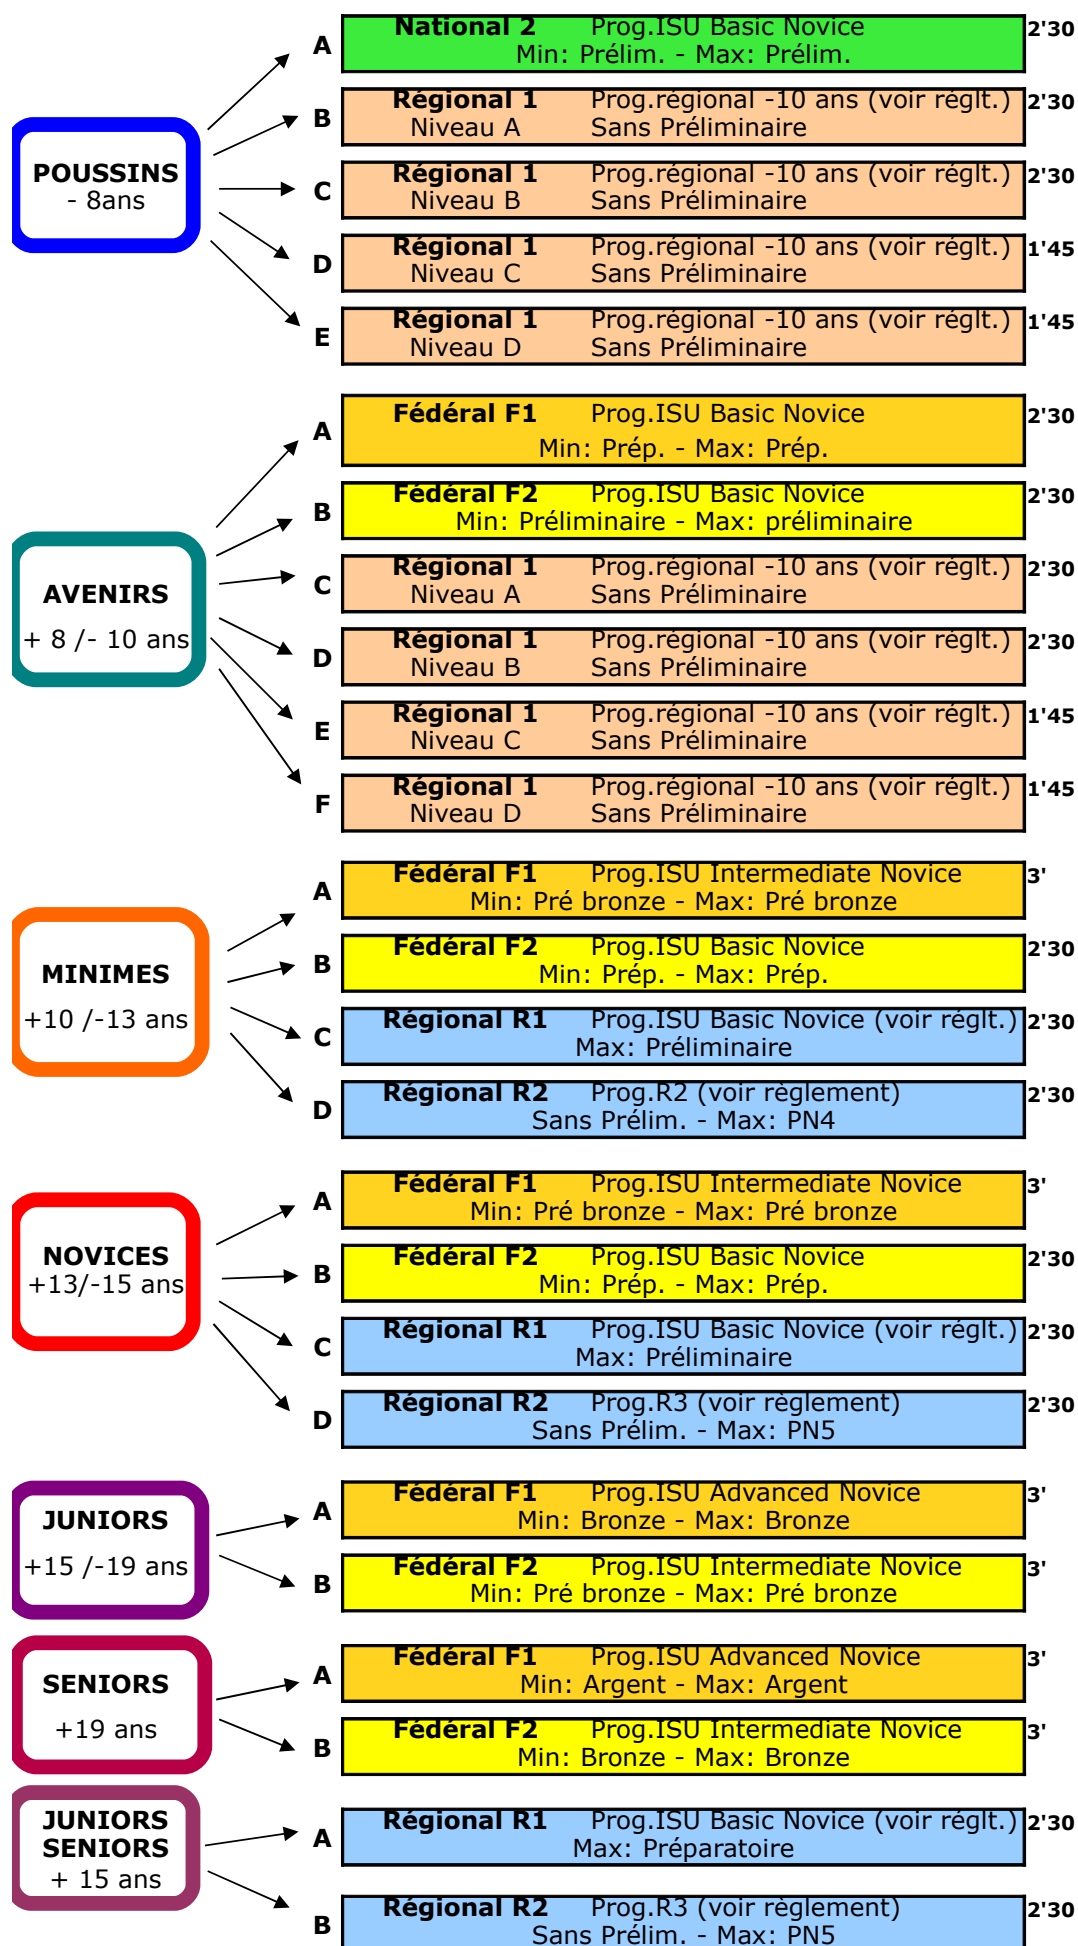 A National 2 Prog.ISU Basic Novice 2'30
Min: Prélim. - Max: Prélim.
B Régional 1 Prog.régional -10 ans (voir réglt.) 2'30
Niveau A Sans Préliminaire
POUSSINS
- 8ans
C Régional 1 Prog.régional -10 ans (voir réglt.) 2'30
Niveau B Sans Préliminaire
D Régional 1 Prog.régional -10 ans (voir réglt.) 1'45
Niveau C Sans Préliminaire
E Régional 1 Prog.régional -10 ans (voir réglt.) 1'45
Niveau D Sans Préliminaire
A Fédéral F1 Prog.ISU Basic Novice 2'30
Min: Prép. - Max: Prép.
B Fédéral F2 Prog.ISU Basic Novice 2'30
Min: Préliminaire - Max: préliminaire
AVENIRS
+ 8 /- 10 ans
C Régional 1 Prog.régional -10 ans (voir réglt.) 2'30
Niveau A Sans Préliminaire
D Régional 1 Prog.régional -10 ans (voir réglt.) 2'30
Niveau B Sans Préliminaire
E Régional 1 Prog.régional -10 ans (voir réglt.) 1'45
Niveau C Sans Préliminaire
F Régional 1 Prog.régional -10 ans (voir réglt.) 1'45
Niveau D Sans Préliminaire
A Fédéral F1 Prog.ISU Intermediate Novice 3'
Min: Pré bronze - Max: Pré bronze
MINIMES
+10 /-13 ans
B Fédéral F2 Prog.ISU Basic Novice 2'30
Min: Prép. - Max: Prép.
C Régional R1 Prog.ISU Basic Novice (voir réglt.) 2'30
Max: Préliminaire
D Régional R2 Prog.R2 (voir règlement) 2'30
Sans Prélim. - Max: PN4
A Fédéral F1 Prog.ISU Intermediate Novice 3'
Min: Pré bronze - Max: Pré bronze
NOVICES
+13/-15 ans
B Fédéral F2 Prog.ISU Basic Novice 2'30
Min: Prép. - Max: Prép.
C Régional R1 Prog.ISU Basic Novice (voir réglt.) 2'30
Max: Préliminaire
D Régional R2 Prog.R3 (voir règlement) 2'30
Sans Prélim. - Max: PN5
JUNIORS
+15 /-19 ans
A Fédéral F1 Prog.ISU Advanced Novice 3'
Min: Bronze - Max: Bronze
B Fédéral F2 Prog.ISU Intermediate Novice 3'
Min: Pré bronze - Max: Pré bronze
SENIORS
+19 ans
A Fédéral F1 Prog.ISU Advanced Novice 3'
Min: Argent - Max: Argent
B Fédéral F2 Prog.ISU Intermediate Novice 3'
Min: Bronze - Max: Bronze
JUNIORS
SENIORS
+ 15 ans
A Régional R1 Prog.ISU Basic Novice (voir réglt.) 2'30
Max: Préparatoire
B Régional R2 Prog.R3 (voir règlement) 2'30
Sans Prélim. - Max: PN5